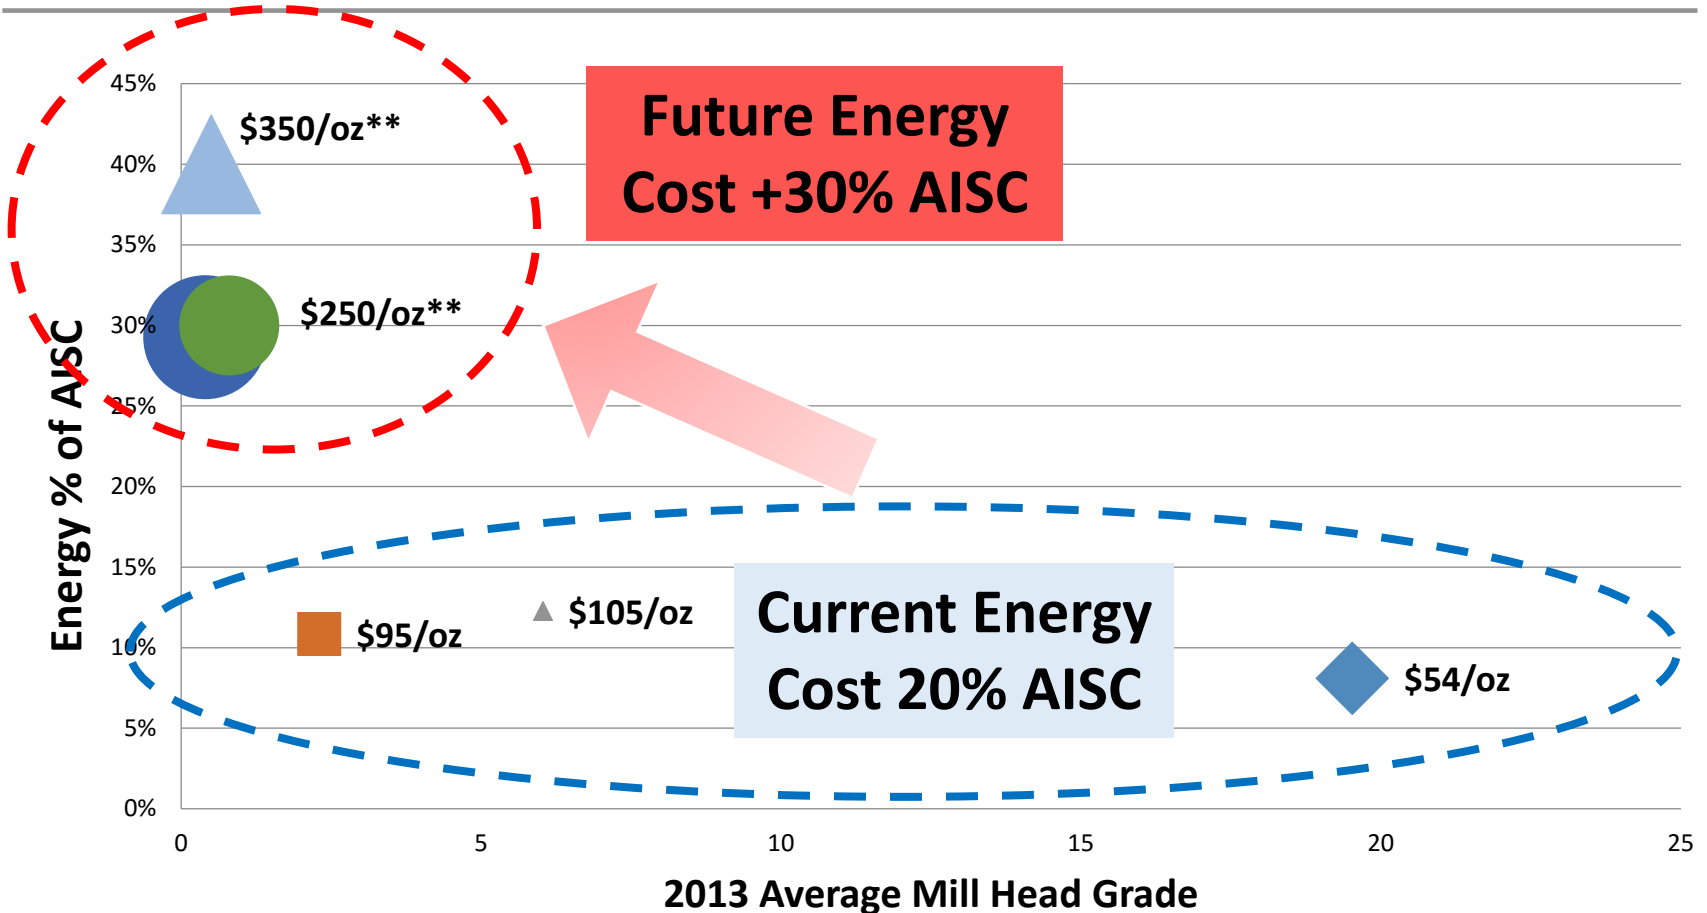 45%
40%
35%
30%
25%
20%
15%
10%
5%
0%
Energy % of AISC
$350/oz**
$250/oz**
Future Energy
Cost +30% AISC
$95/oz
$105/oz
Current Energy
Cost 20% AISC
$54/oz
0 5 10 15 20 25
2013 Average Mill Head Grade